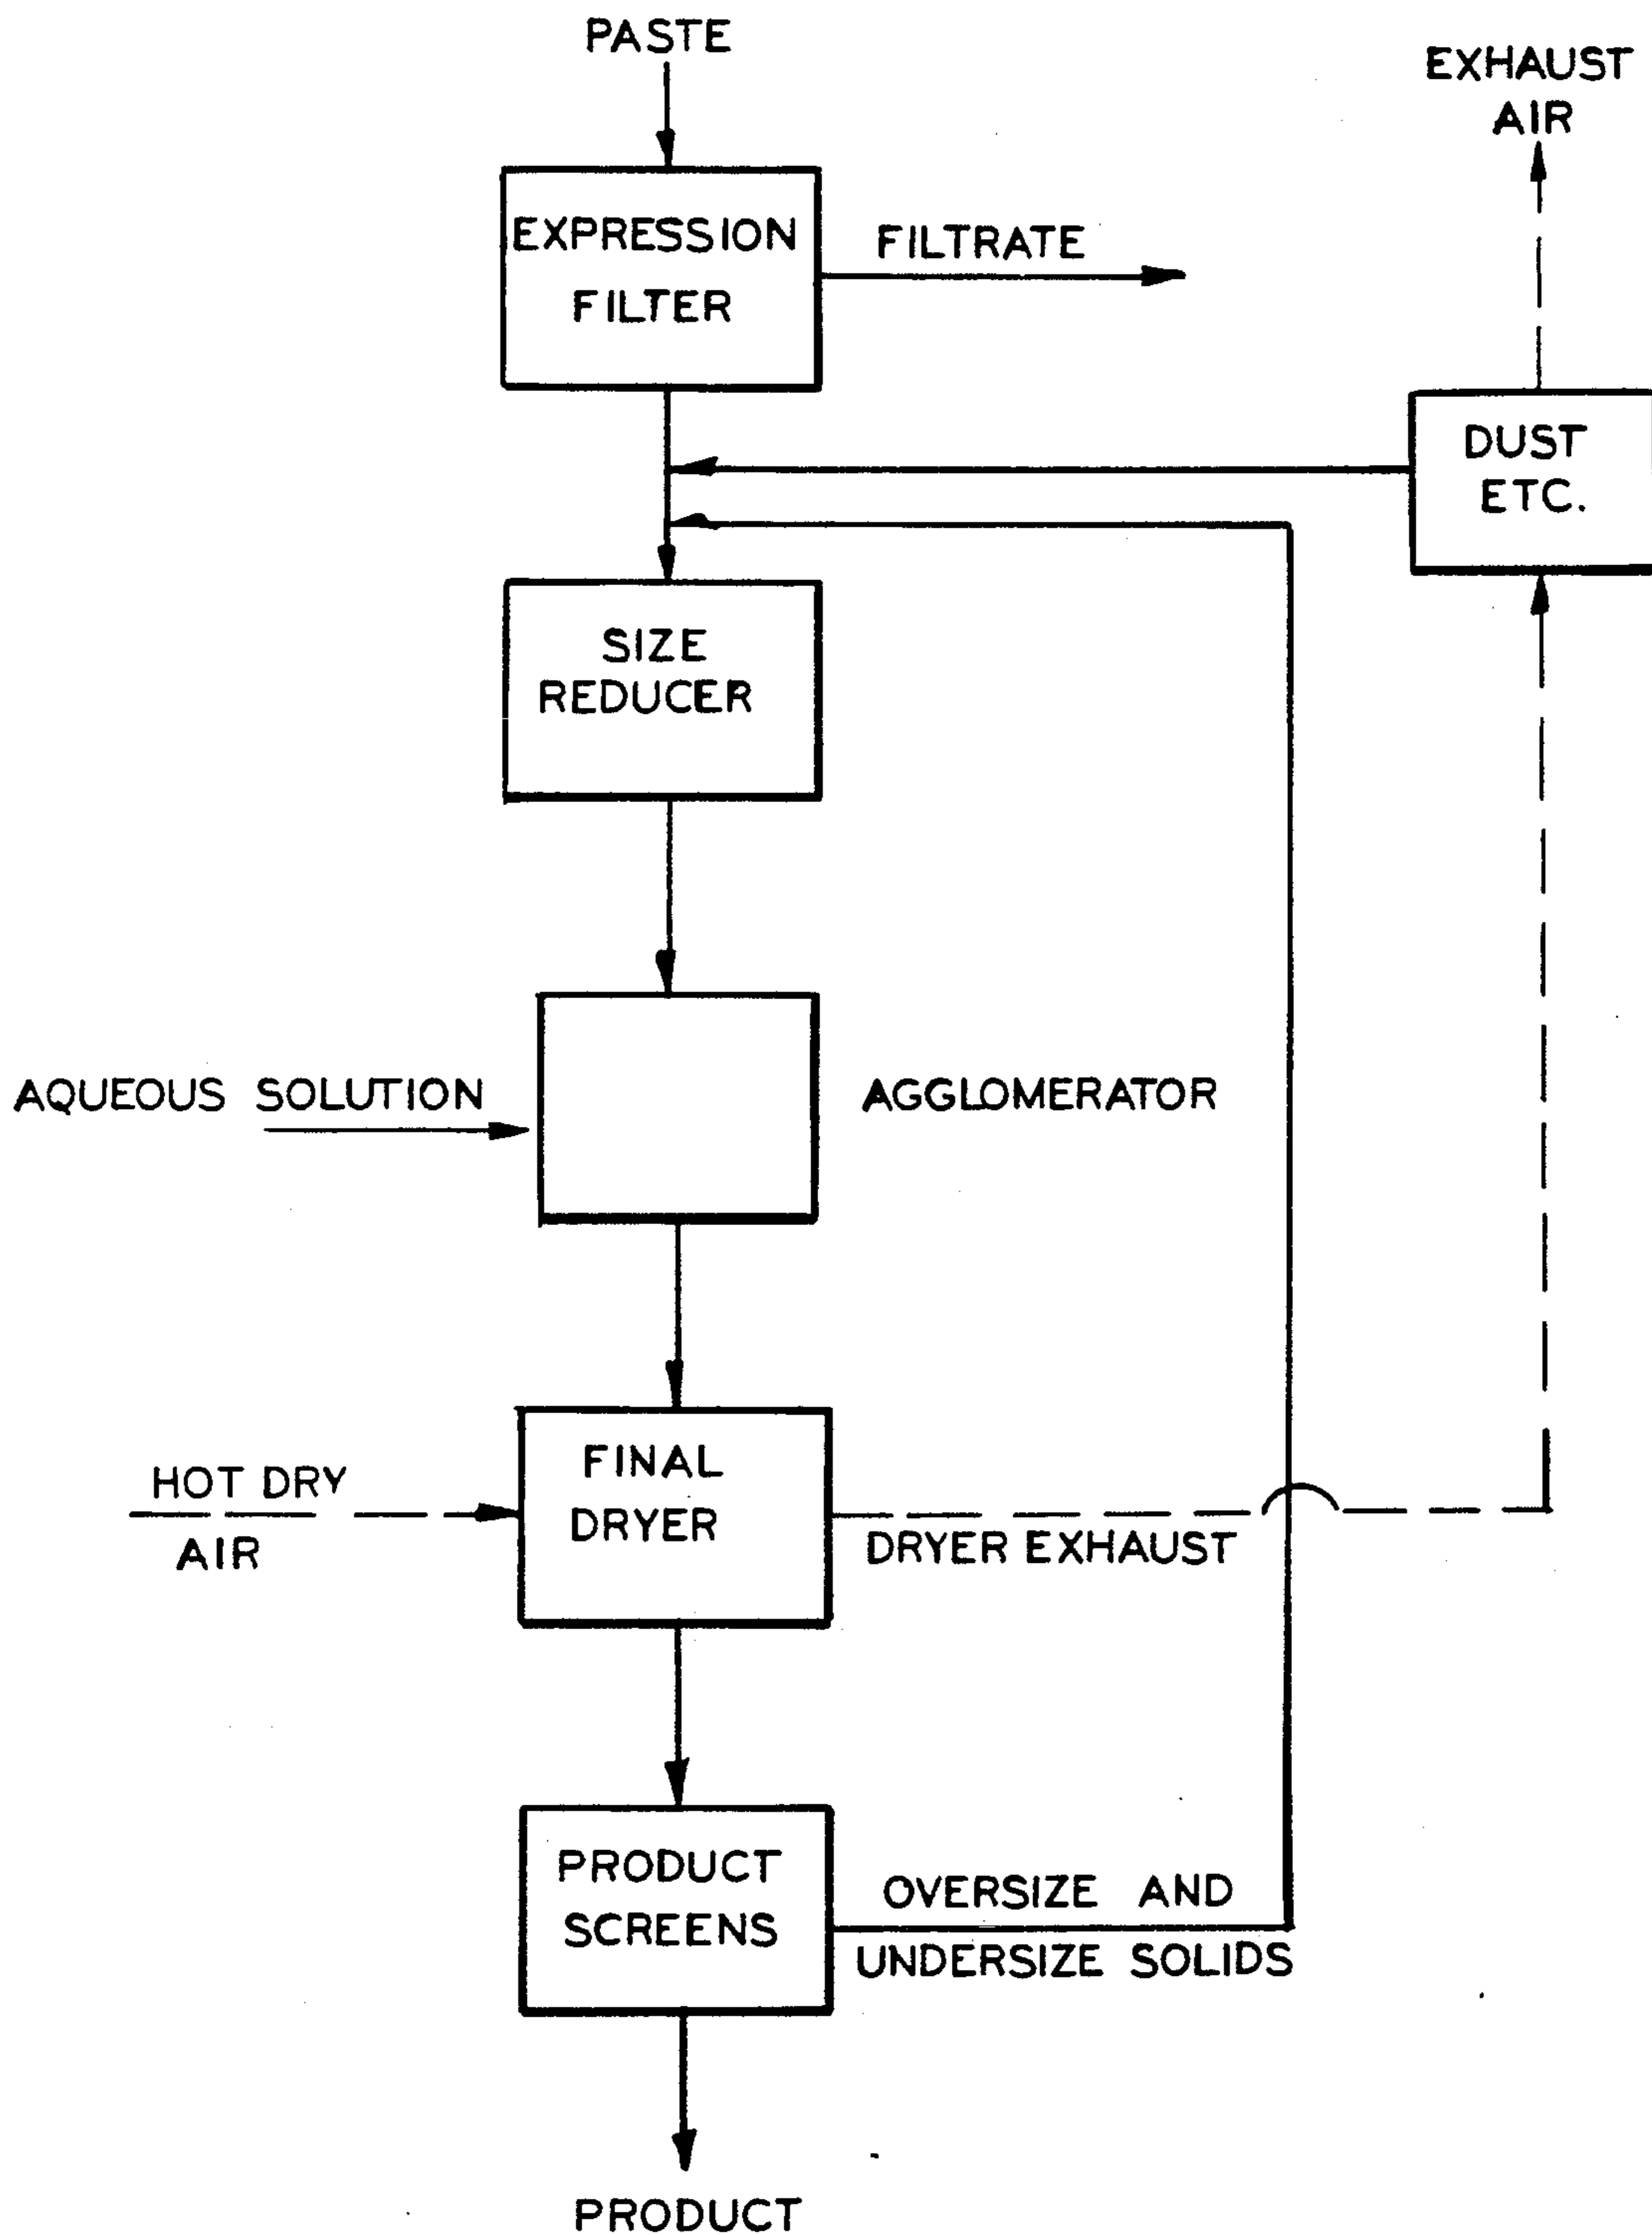 PASTE
EXHAUST
AIR
EXPRESSION
FILTER
FILTRATE
DUST
ETC.
SIZE
REDUCER
AQUEOUS SOLUTION
AGGLOMERATOR
FINAL
DRYER
HOT DRY
AIR
DRYER EXHAUST
PRODUCT
SCREENS
OVERSIZE AND
UNDERSIZE SOLIDS
PRODUCT